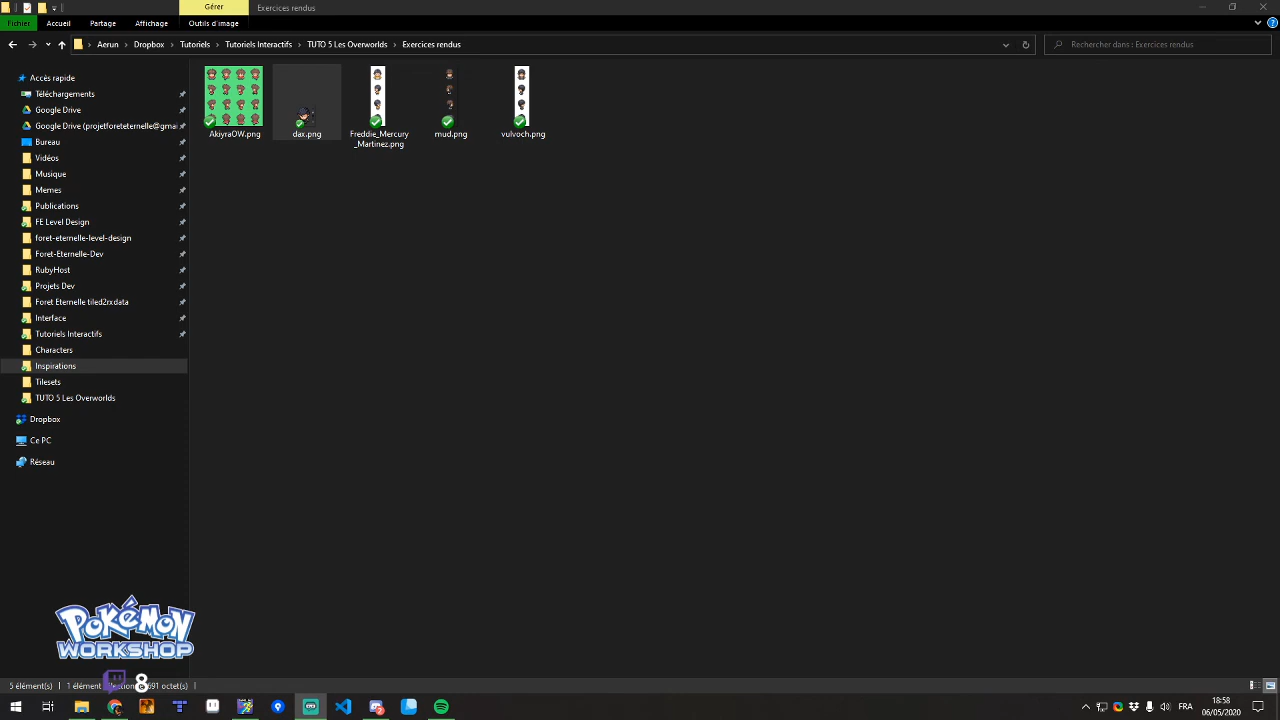 Gérer
Exercices rendus
Fichier
Accueil
Partage
Affichage
Outils d'image
Aerun
Dropbox
Tutoriels
Tutoriels Interactifs
TUTO 5 Les Overworlds
Exercices rendus
Rechercher dans : Exercices rendus
Accès rapide
Téléchargements
Google Drive
Google Drive (projetforeteternelle@gmai
Bureau
Vidéos
Musique
Memes
Publications
FE Level Design
foret-eternelle-level-design
Foret-Eternelle-Dev
RubyHost
Projets Dev
Foret Eternelle tiled2rxdata
Interface
Tutoriels Interactifs
Characters
Inspirations
Tilesets
TUTO 5 Les Overworlds
Dropbox
Ce PC
Réseau
AkiyraOW.png
dax.png
Freddie_Mercury
_Martinez.png
mud.png
vulvoch.png
POKéMON
WORKSHOP
8
5 élément(s)
1 élément
691 octet(s)
FRA
18:58
06/05/2020